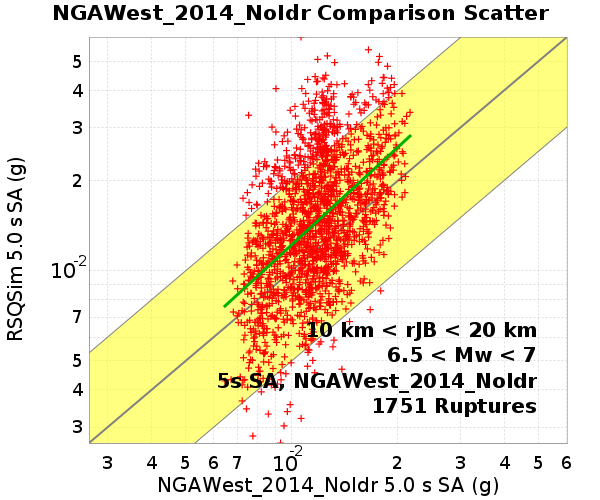 NGAWest_2014_NoIdr Comparison Scatter
5
4
3
2
10-2
7
5
4
3
RSQSim 5.0 s SA (g)
10 km < rJB < 20 km
6.5 < Mw < 7
5s SA, NGAWest_2014_NoIdr
1751 Ruptures
3 4 5 6 7 10-2 2 3 4 5 6
NGAWest_2014_NoIdr 5.0 s SA (g)